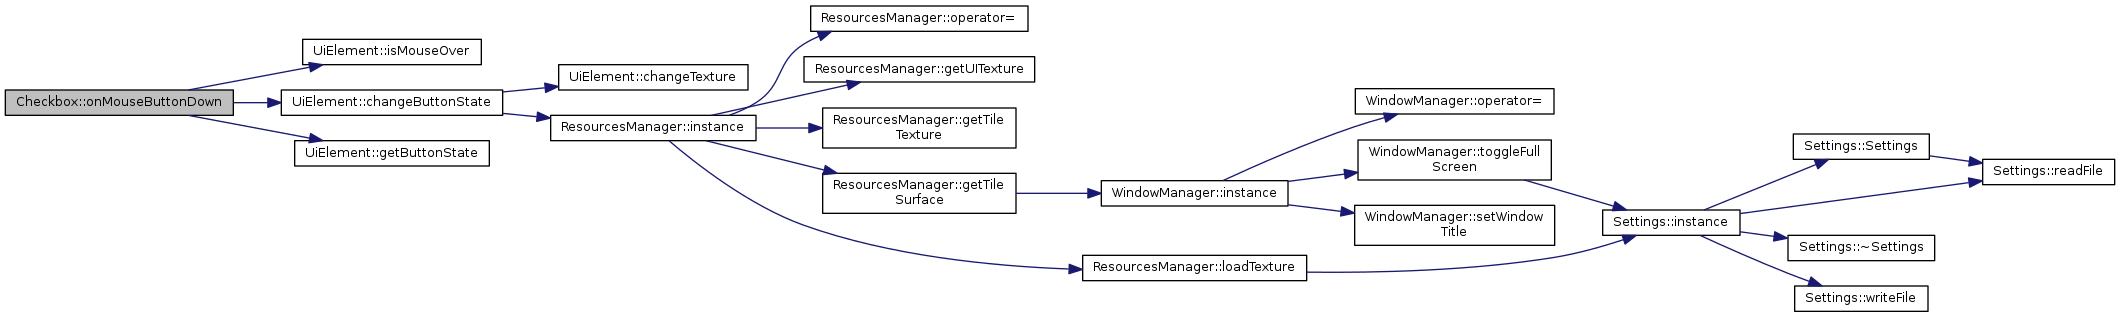 Checkbox::onMouseButtonDown
UiElement::isMouseOver
UiElement::changeButtonState
UiElement::getButtonState
UiElement::changeTexture
ResourcesManager::instance
ResourcesManager::operator=
ResourcesManager::getUITexture
ResourcesManager::getTile
Texture
ResourcesManager::getTile
Surface
ResourcesManager::loadTexture
WindowManager::instance
WindowManager::operator=
WindowManager::toggleFull
Screen
WindowManager::setWindow
Title
Settings::instance
Settings::Settings
Settings::readFile
Settings::~Settings
Settings::writeFile